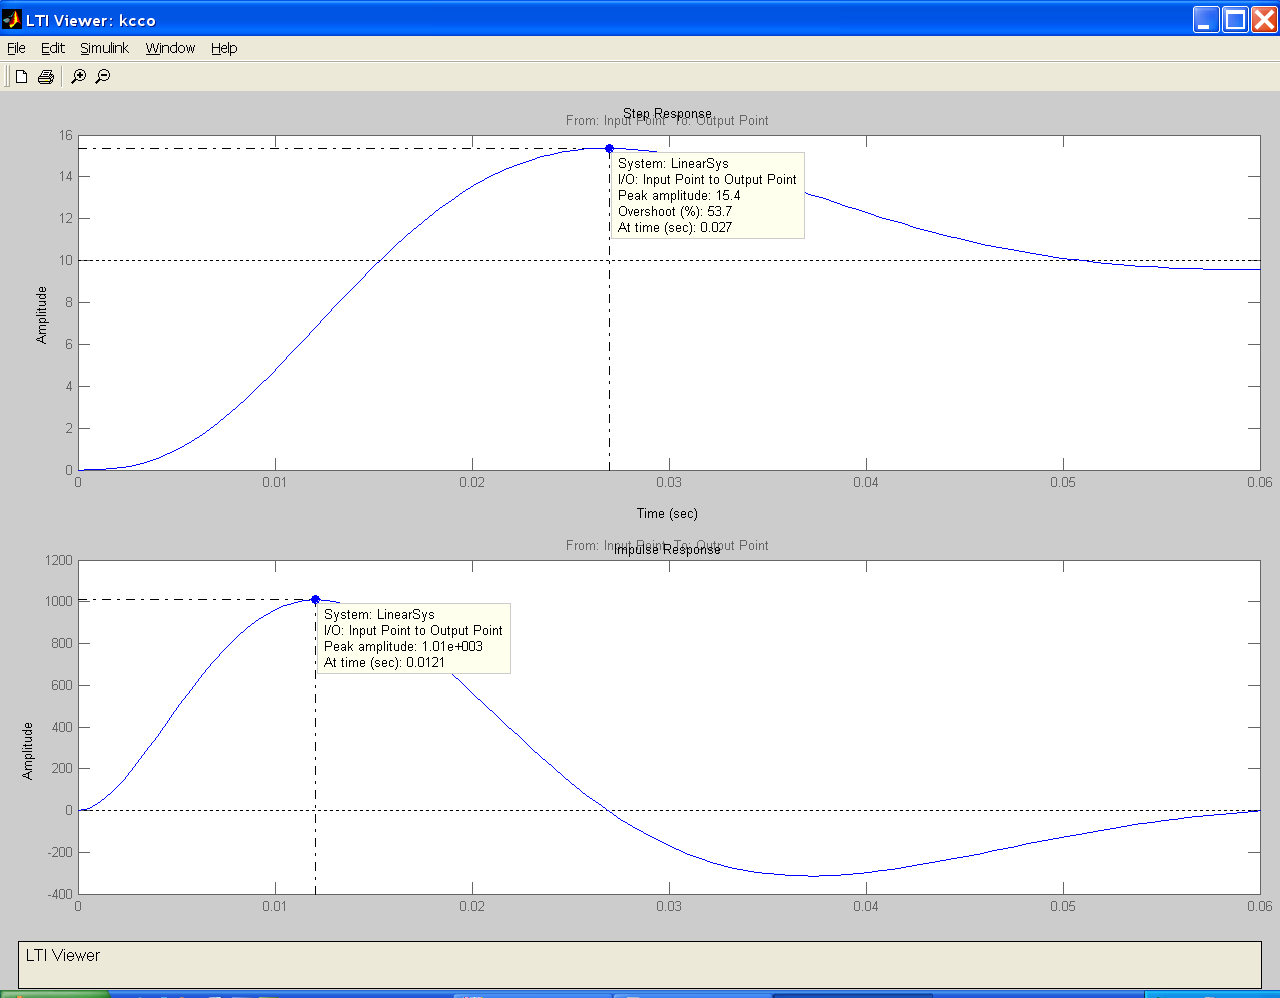 LTI Viewer: kcco
File Edit Simulink Window Help
Step Response
From: Input Point To: Output Point
16
14
12
10
8
6
4
2
0
Amplitude
System: LinearSys
I/O: Input Point to Output Point
Peak amplitude: 15.4
Overshoot (%): 53.7
At time (sec): 0.027
0 0.01 0.02 0.03 0.04 0.05 0.06
Time (sec)
From: Input Point To: Output Point
Impulse Response
1200
1000
800
600
400
200
0
-200
-400
Amplitude
System: LinearSys
I/O: Input Point to Output Point
Peak amplitude: 1.01e+003
At time (sec): 0.0121
0 0.01 0.02 0.03 0.04 0.05 0.06
LTI Viewer